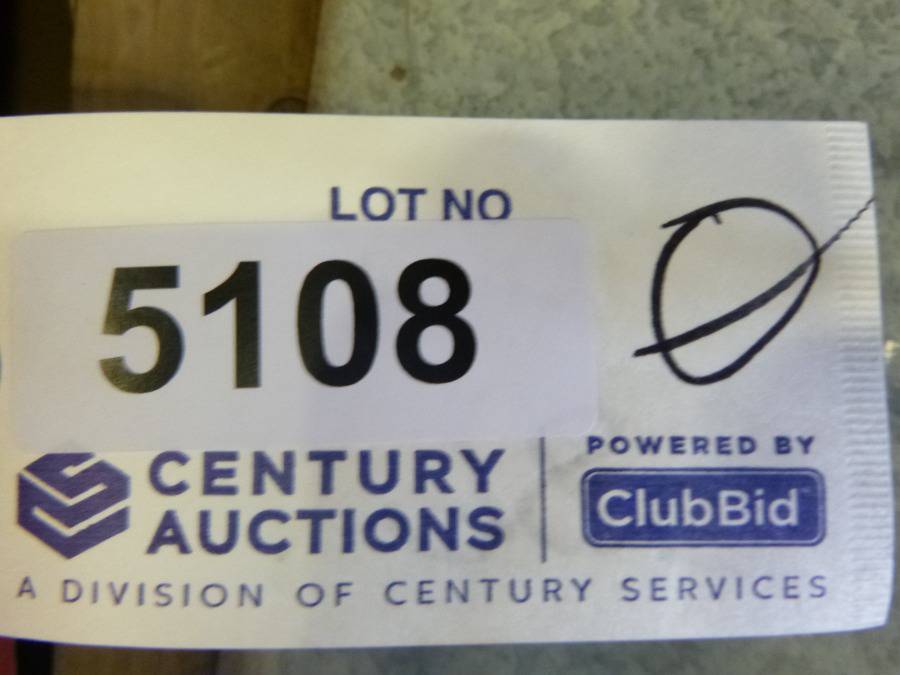 LOT NO
5108
CENTURY
AUCTIONS
POWERED BY
ClubBid
A DIVISION OF CENTURY SERVICES